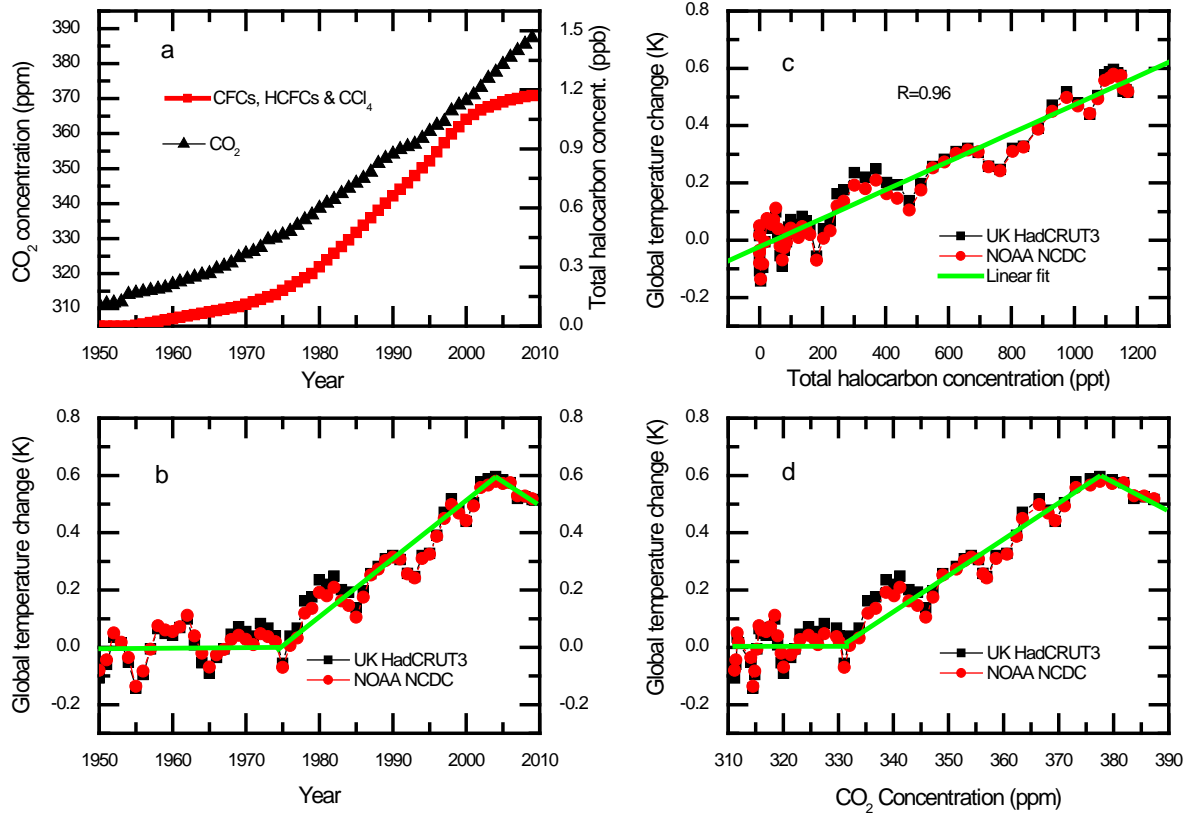 a
CO2 concentration (ppm)
390
380
370
360
350
340
330
320
310
CFCs, HCFCs & CCl4
CO2
1.5
1.2
0.9
0.6
0.3
0.0
Total halocarbon concent. (ppb)
1950 1960 1970 1980 1990 2000 2010
Year
c
Global temperature change (K)
0.8
0.6
0.4
0.2
0.0
-0.2
R=0.96
UK HadCRUT3
NOAA NCDC
Linear fit
0 200 400 600 800 1000 1200
Total halocarbon concentration (ppt)
b
Global temperature change (K)
0.8
0.6
0.4
0.2
0.0
-0.2
UK HadCRUT3
NOAA NCDC
0.8
0.6
0.4
0.2
0.0
-0.2
1950 1960 1970 1980 1990 2000 2010
Year
d
Global temperature change (K)
0.8
0.6
0.4
0.2
0.0
-0.2
UK HadCRUT3
NOAA NCDC
310 320 330 340 350 360 370 380 390
CO2 Concentration (ppm)